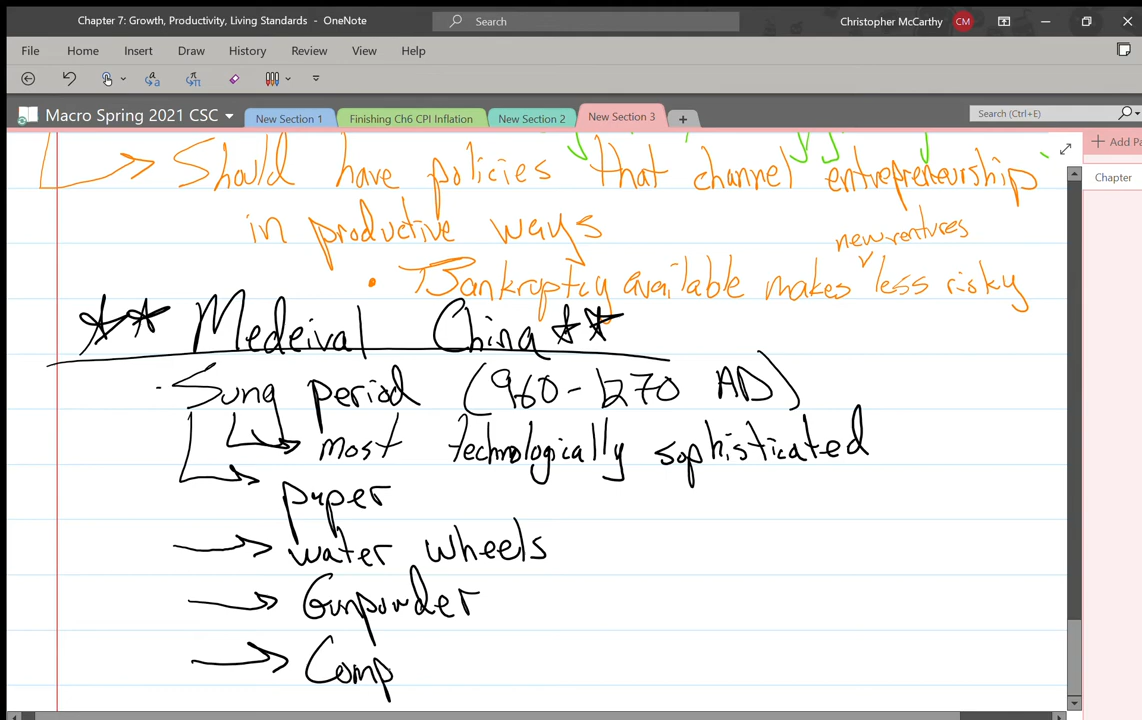 Chapter 7: Growth, Productivity, Living Standards - OneNote
Search
Christopher McCarthy CM
File Home Insert Draw History Review View Help
Macro Spring 2021 CSC
New Section 1
Finishing Ch6 CPI Inflation
New Section 2
New Section 3
Search (Ctrl+E)
Add Pa
Chapter
Should have policies that channel entrepreneurship
in productive ways
new ventures
• Bankruptcy available makes less risky
** Medeival China **
Sung period (960-1270 AD)
most technologically sophisticated
paper
water wheels
Gunpowder
Comp